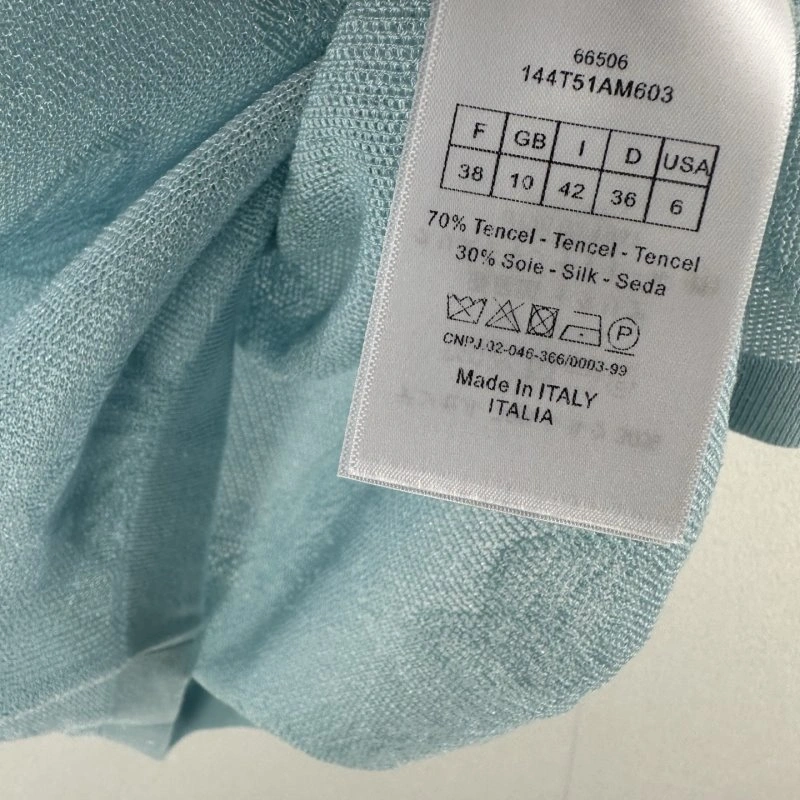 66506
144T51AM603
F GB I D USA
38 10 42 36 6
70% Tencel - Tencel - Tencel
30% Soie - Silk - Seda
P
CNPJ.02-046-366/0003-99
Made In ITALY
ITALIA